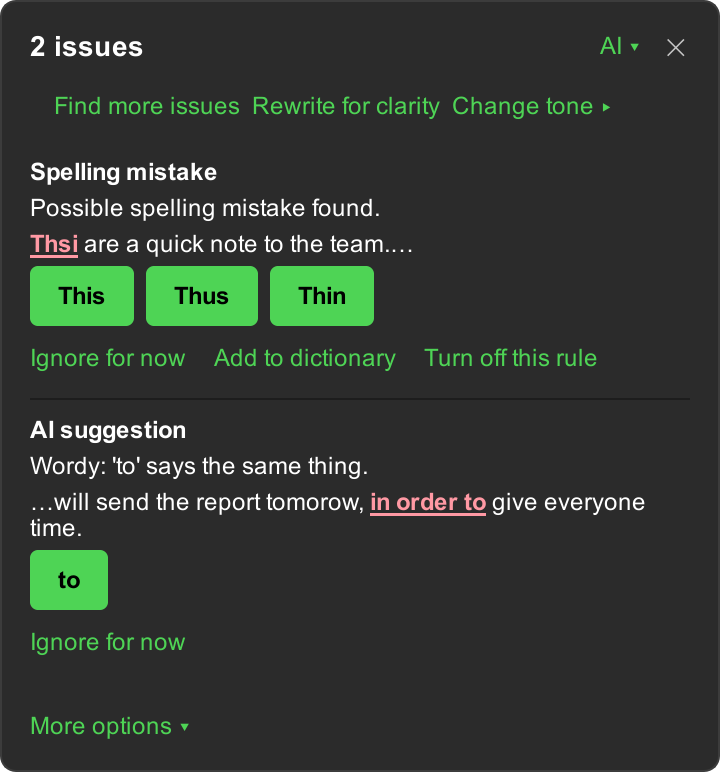 2 issues
AI
Find more issues Rewrite for clarity Change tone
Spelling mistake
Possible spelling mistake found.
Thsi are a quick note to the team.…
This Thus Thin
Ignore for now Add to dictionary Turn off this rule
AI suggestion
Wordy: 'to' says the same thing.
…will send the report tomorow, in order to give everyone
time.
to
Ignore for now
More options